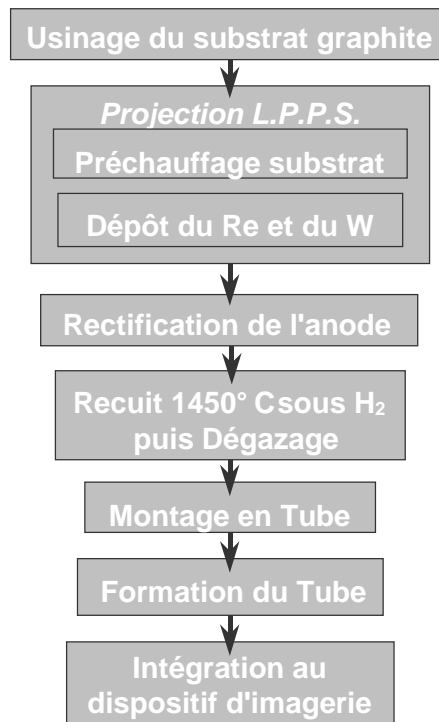 Usinage du substrat graphite
Projection L.P.P.S.
Préchauffage substrat
Dépôt du Re et du W
Rectification de l'anode
Recuit 1450° Csous H₂
puis Dégazage
Montage en Tube
Formation du Tube
Intégration au
dispositif d'imagerie